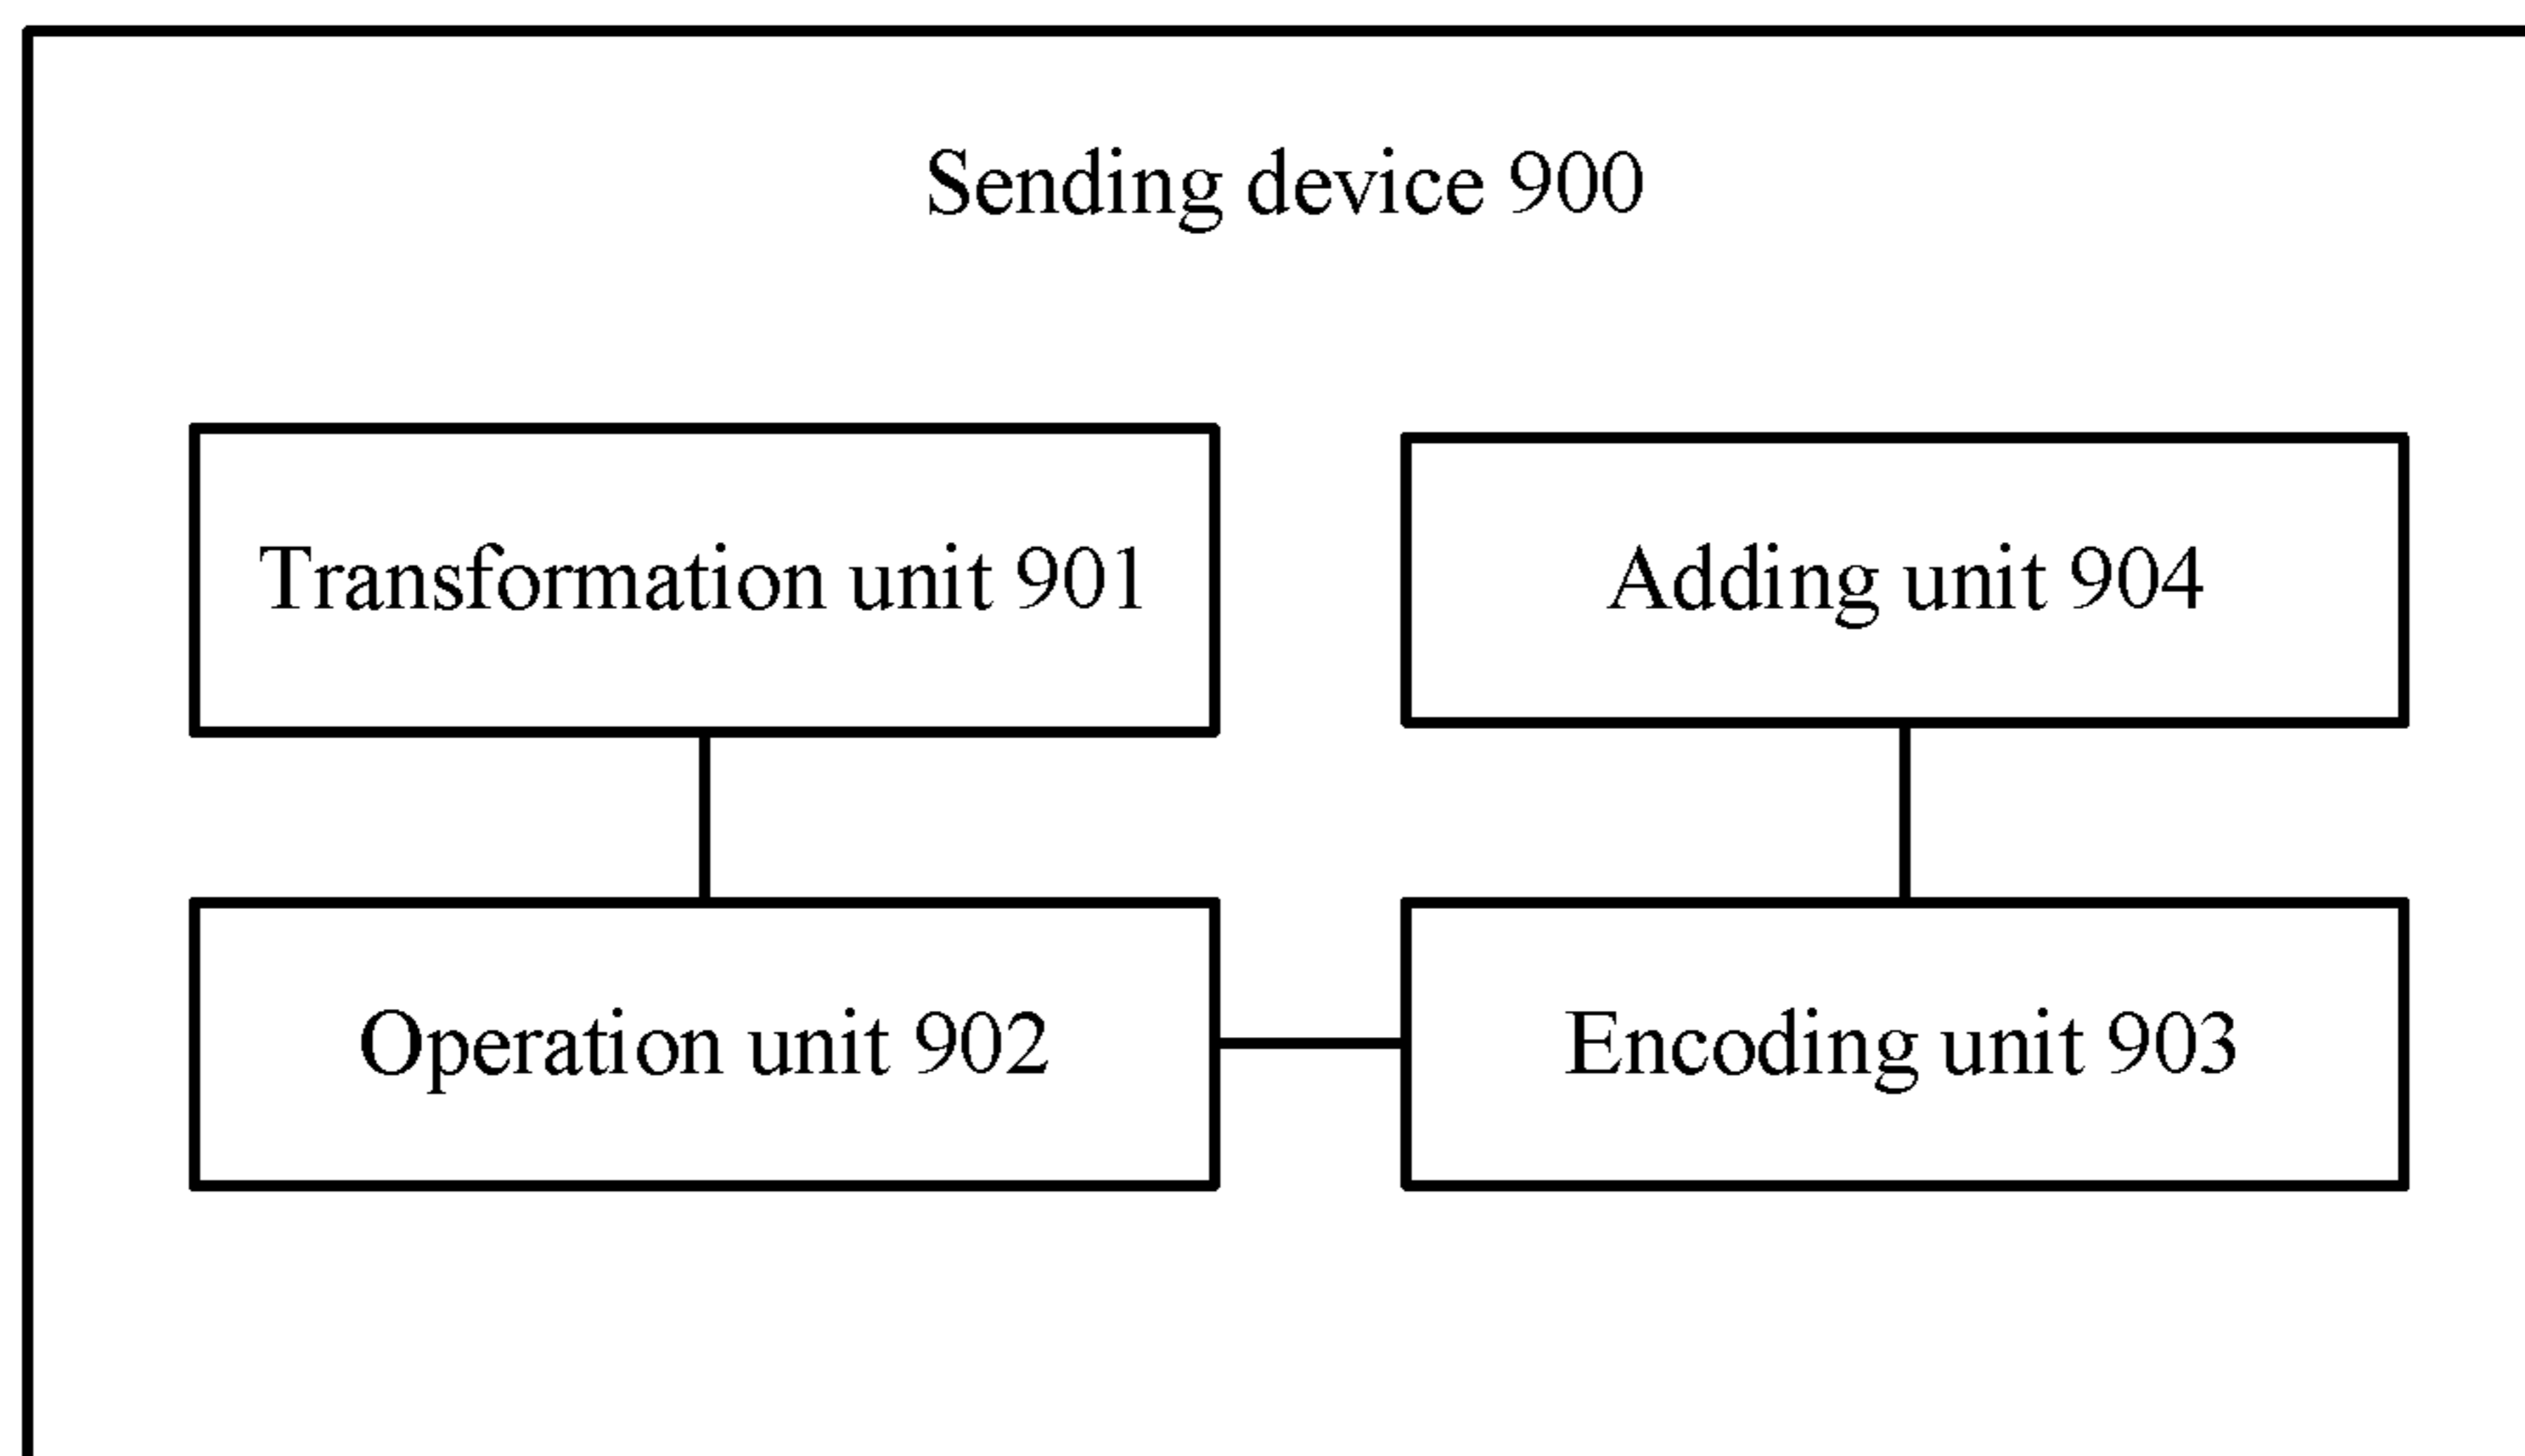 Sending device 900
Transformation unit 901
Adding unit 904
Operation unit 902
Encoding unit 903